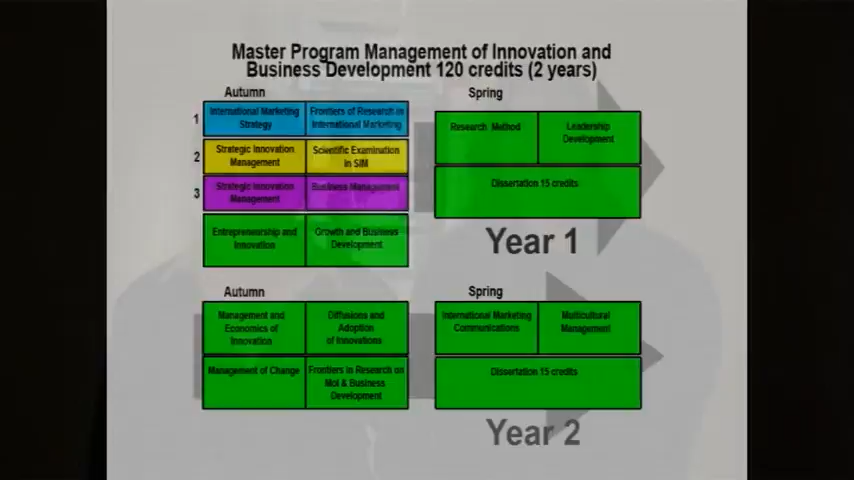 Master Program Management of Innovation and
Business Development 120 credits (2 years)
Autumn
Spring
1
International Marketing
Strategy
Frontiers of Research in
International Marketing
2
Strategic Innovation
Management
Scientific Examination
in SIM
3
Strategic Innovation
Management
Business Management
Entrepreneurship and
Innovation
Growth and Business
Development
Research Method
Leadership
Development
Dissertation 15 credits
Year 1
Autumn
Spring
Management and
Economics of
Innovation
Diffusions and
Adoption
of Innovations
Management of Change
Frontiers in Research on
MoI & Business
Development
International Marketing
Communications
Multicultural
Management
Dissertation 15 credits
Year 2